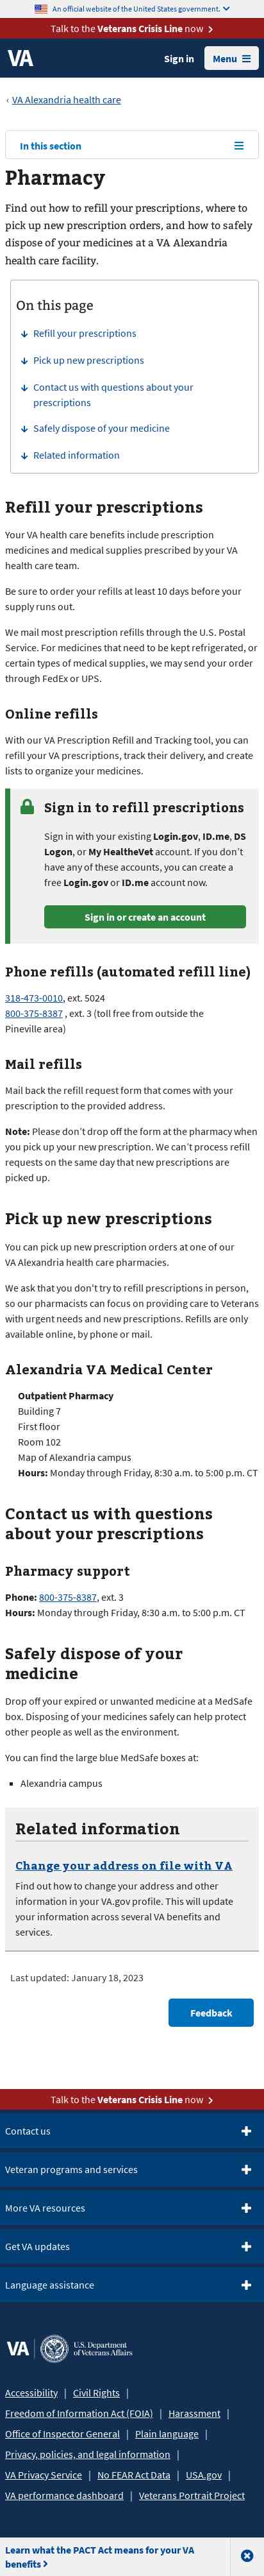 An official website of the United States government.
Talk to the Veterans Crisis Line now
VA
Sign in
Menu
VA Alexandria health care
In this section
Pharmacy
Find out how to refill your prescriptions, where to
pick up new prescription orders, and how to safely
dispose of your medicines at a VA Alexandria
health care facility.
On this page
Refill your prescriptions
Pick up new prescriptions
Contact us with questions about your
prescriptions
Safely dispose of your medicine
Related information
Refill your prescriptions
Your VA health care benefits include prescription
medicines and medical supplies prescribed by your VA
health care team.
Be sure to order your refills at least 10 days before your
supply runs out.
We mail most prescription refills through the U.S. Postal
Service. For medicines that need to be kept refrigerated, or
certain types of medical supplies, we may send your order
through FedEx or UPS.
Online refills
With our VA Prescription Refill and Tracking tool, you can
refill your VA prescriptions, track their delivery, and create
lists to organize your medicines.
Sign in to refill prescriptions
Sign in with your existing Login.gov, ID.me, DS
Logon, or My HealtheVet account. If you don’t
have any of these accounts, you can create a
free Login.gov or ID.me account now.
Sign in or create an account
Phone refills (automated refill line)
318-473-0010, ext. 5024
800-375-8387 , ext. 3 (toll free from outside the
Pineville area)
Mail refills
Mail back the refill request form that comes with your
prescription to the provided address.
Note: Please don’t drop off the form at the pharmacy when
you pick up your new prescription. We can’t process refill
requests on the same day that new prescriptions are
picked up.
Pick up new prescriptions
You can pick up new prescription orders at one of our
VA Alexandria health care pharmacies.
We ask that you don't try to refill prescriptions in person,
so our pharmacists can focus on providing care to Veterans
with urgent needs and new prescriptions. Refills are only
available online, by phone or mail.
Alexandria VA Medical Center
Outpatient Pharmacy
Building 7
First floor
Room 102
Map of Alexandria campus
Hours: Monday through Friday, 8:30 a.m. to 5:00 p.m. CT
Contact us with questions
about your prescriptions
Pharmacy support
Phone: 800-375-8387, ext. 3
Hours: Monday through Friday, 8:30 a.m. to 5:00 p.m. CT
Safely dispose of your
medicine
Drop off your expired or unwanted medicine at a MedSafe
box. Disposing of your medicines safely can help protect
other people as well as the environment.
You can find the large blue MedSafe boxes at:
Alexandria campus
Related information
Change your address on file with VA
Find out how to change your address and other
information in your VA.gov profile. This will update
your information across several VA benefits and
services.
Last updated: January 18, 2023
Feedback
Talk to the Veterans Crisis Line now
Contact us
Veteran programs and services
More VA resources
Get VA updates
Language assistance
VA U.S. Department
of Veterans Affairs
Accessibility | Civil Rights |
Freedom of Information Act (FOIA) | Harassment |
Office of Inspector General | Plain language |
Privacy, policies, and legal information |
VA Privacy Service | No FEAR Act Data | USA.gov |
VA performance dashboard | Veterans Portrait Project
Learn what the PACT Act means for your VA
benefits